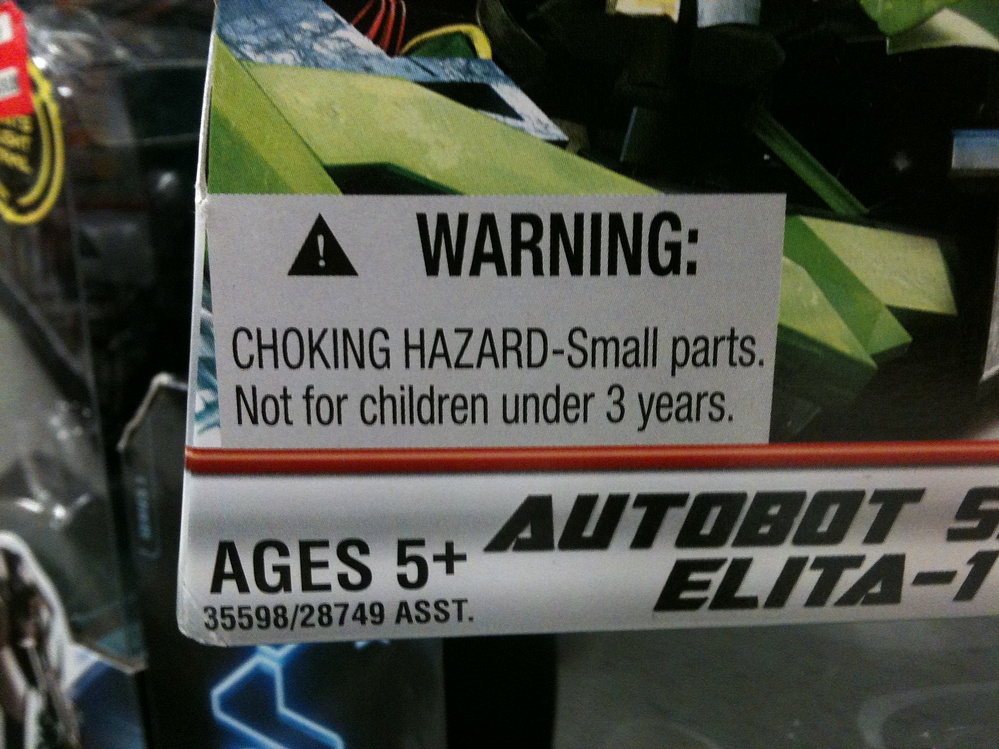 WARNING:
CHOKING HAZARD-Small parts.
Not for children under 3 years.
AUTOBOT
AGES 5+
ELITA-1
35598/28749 ASST.